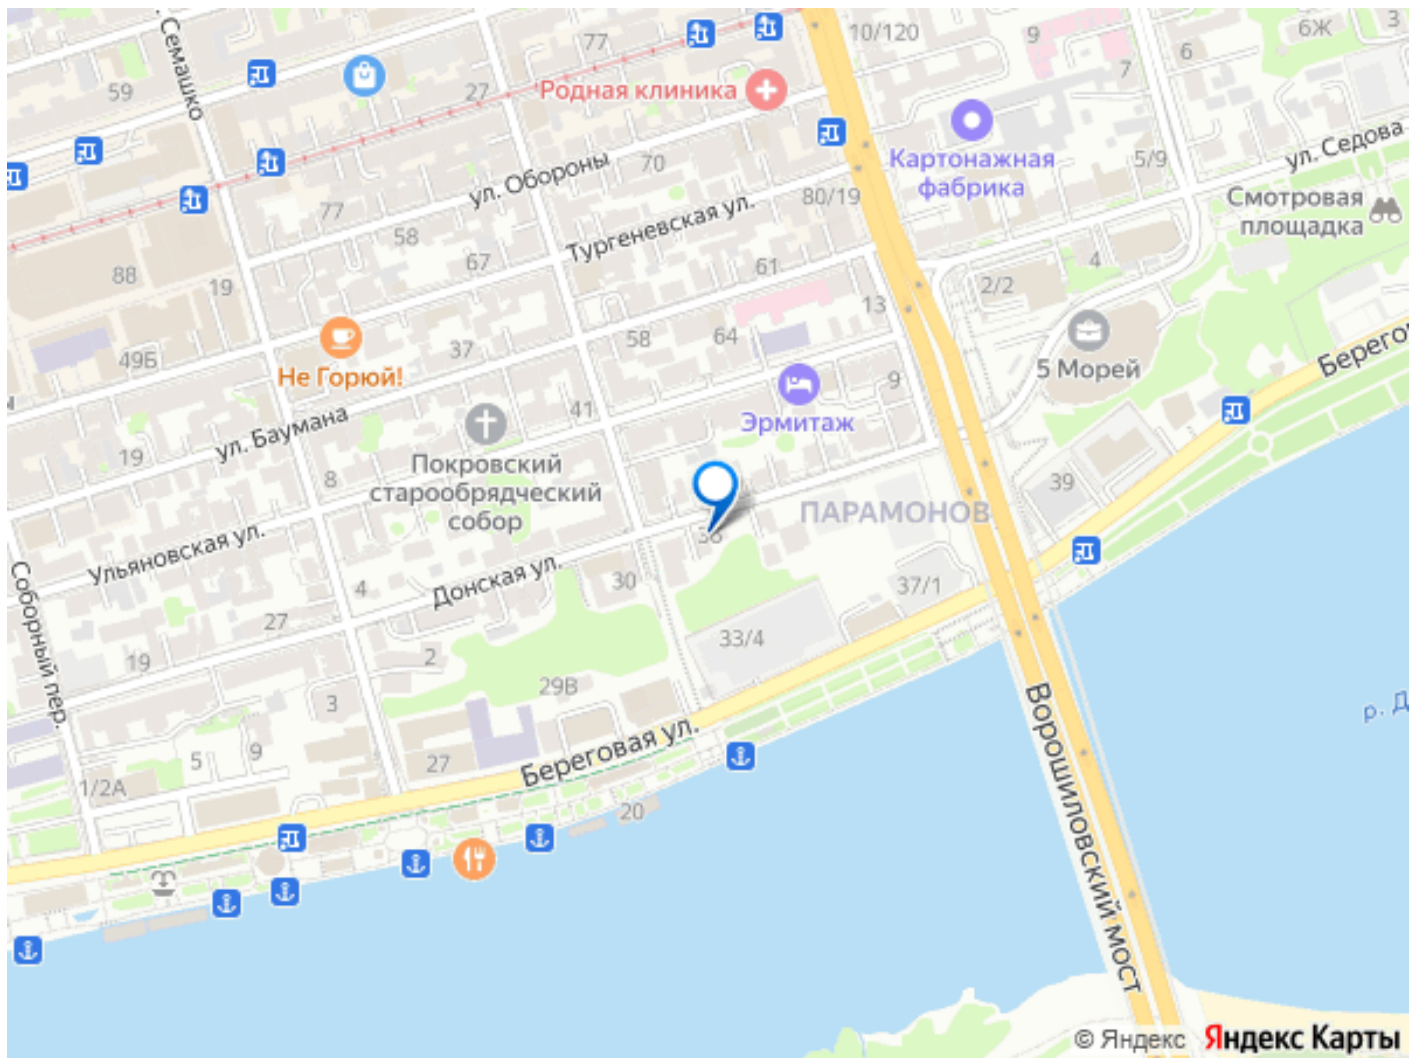 Семашко
59
77
27
Родная клиника
10/120
9
7
6
6Ж
3
Картонажная
фабрика
5/9
ул. Седова
Смотровая
площадка
ул. Обороны
70
77
58
Тургеневская ул.
80/19
67
61
88
19
2/2
4
13
49Б
Не Горюй!
37
58
64
5 Морей
Берего
41
Эрмитаж
9
ул. Баумана
19
8
Покровский
старообрядческий
собор
39
ПАРАМОНОВ
Ульяновская ул.
Соборный пер.
4
Донская ул.
30
37/1
27
19
2
33/4
29В
3
Береговая ул.
5
9
27
1/2А
20
Ворошиловский мост
р. Д
© Яндекс
Яндекс Карты